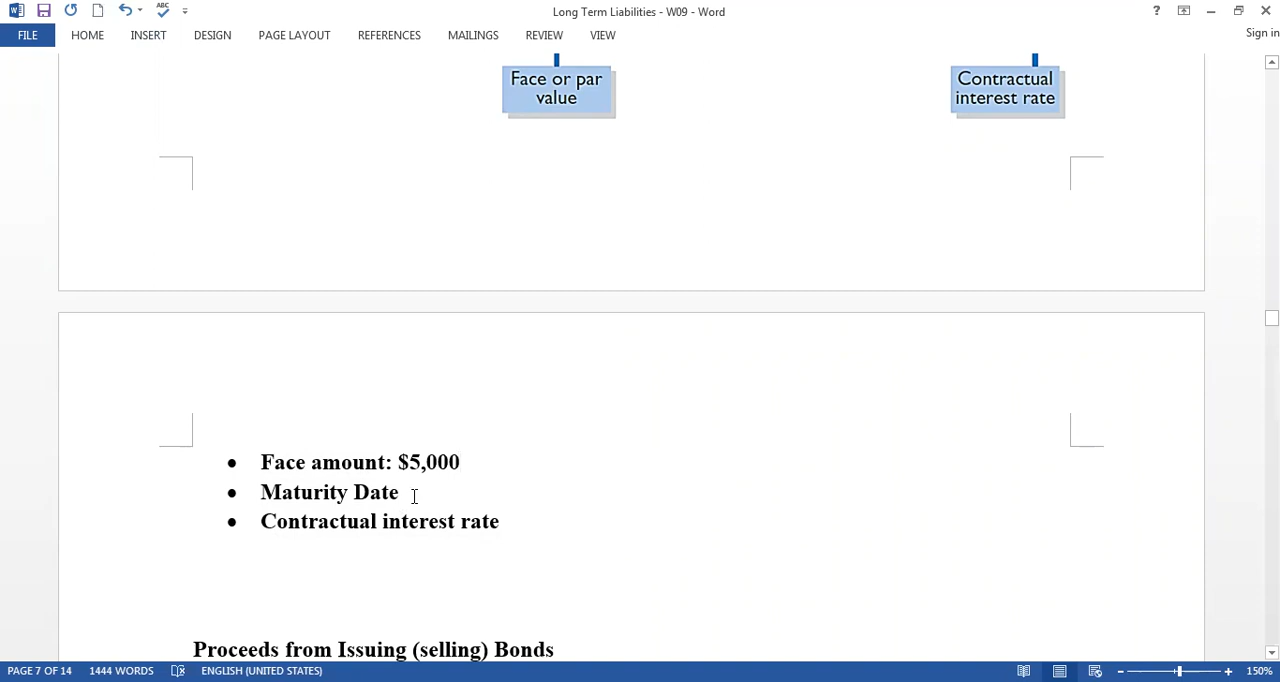 Long Term Liabilities - W09 - Word
?
Sign in
FILE HOME INSERT DESIGN PAGE LAYOUT REFERENCES MAILINGS REVIEW VIEW
Face or par
value
Contractual
interest rate
• Face amount: $5,000
• Maturity Date
• Contractual interest rate
Proceeds from Issuing (selling) Bonds
PAGE 7 OF 14 1444 WORDS ENGLISH (UNITED STATES) 150%